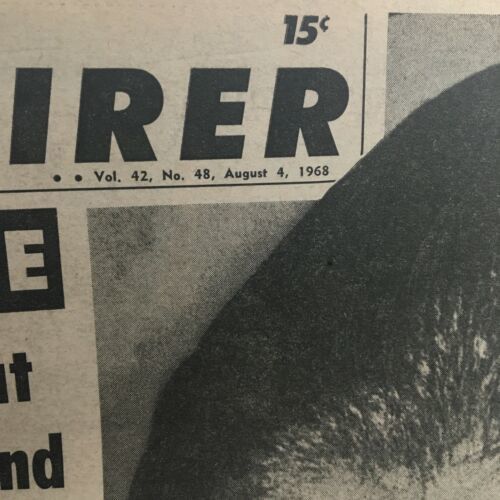 15¢
IRER
• • Vol. 42, No. 48, August 4, 1968
E
ut
nd